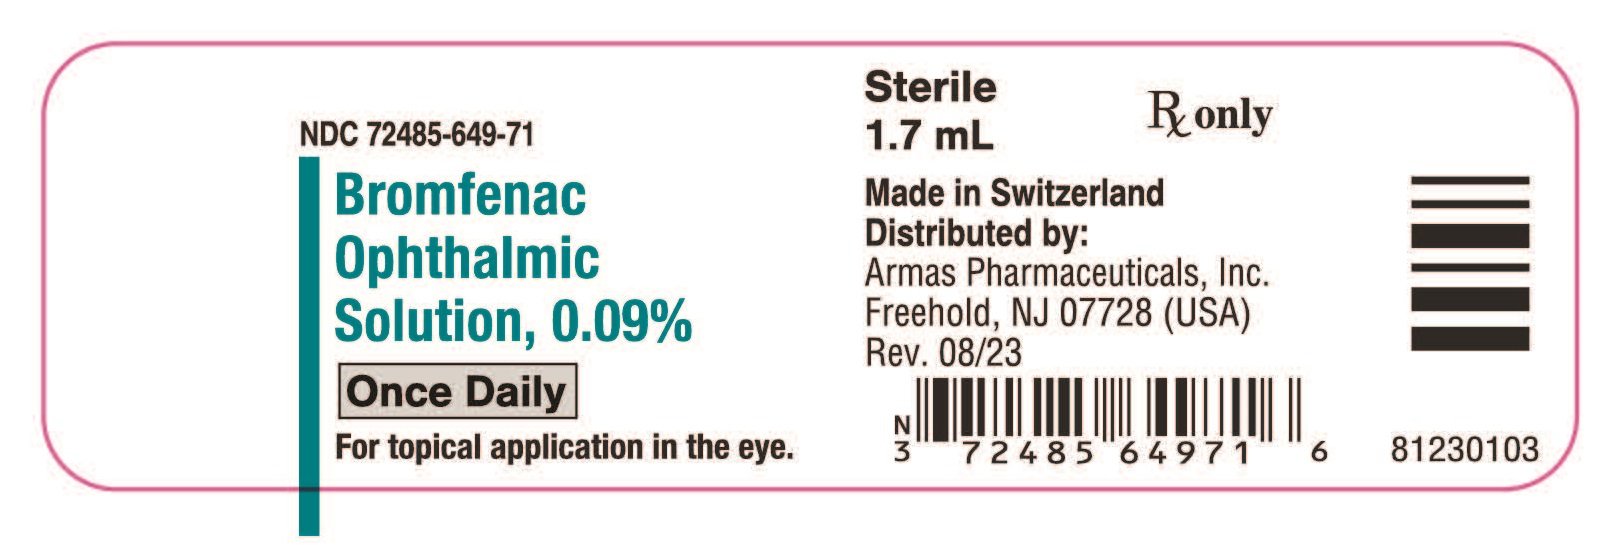 NDC 72485-649-71
Bromfenac
Ophthalmic
Solution, 0.09%
Once Daily
For topical application in the eye.
Sterile
1.7 mL
Rx only
Made in Switzerland
Distributed by:
Armas Pharmaceuticals, Inc.
Freehold, NJ 07728 (USA)
Rev. 08/23
N
3 72485 64971 6
81230103